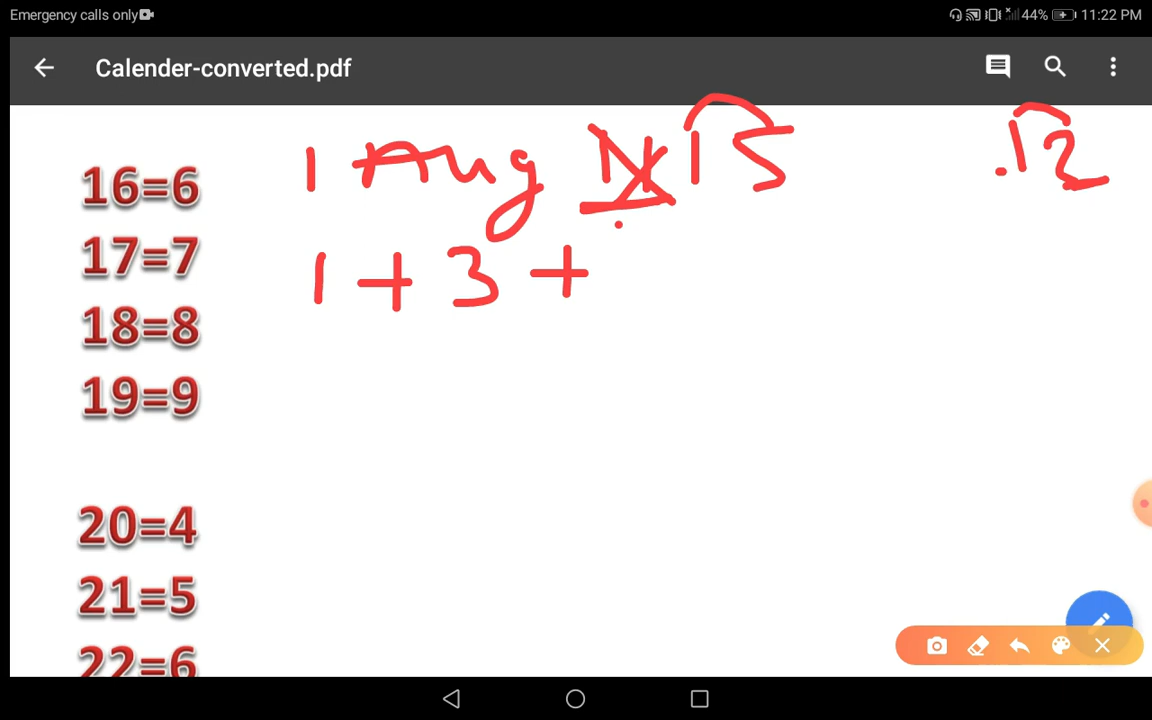 Emergency calls only 44% 11:22 PM
Calender-converted.pdf
1 Aug 15 .12
1 + 3 +
16=6
17=7
18=8
19=9
20=4
21=5
22=6